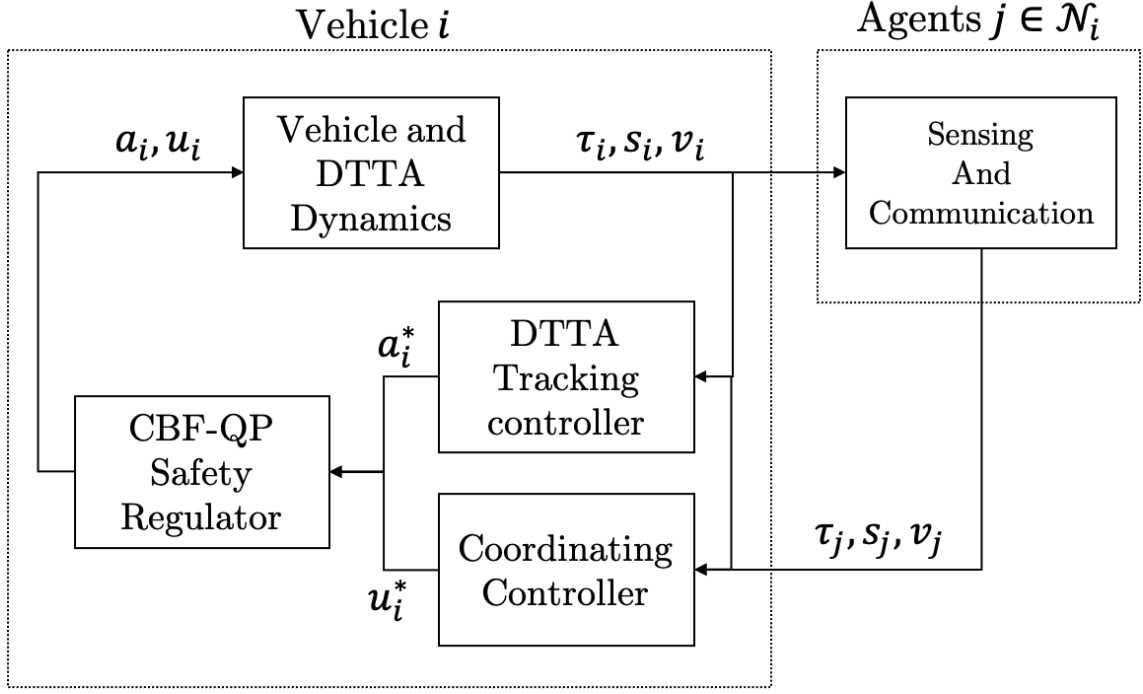 Vehicle i
Agents j ∈ 𝒩ᵢ
aᵢ, uᵢ
Vehicle and
DTTA
Dynamics
τᵢ, sᵢ, vᵢ
Sensing
And
Communication
aᵢ*
DTTA
Tracking
controller
CBF-QP
Safety
Regulator
Coordinating
Controller
uᵢ*
τⱼ, sⱼ, vⱼ